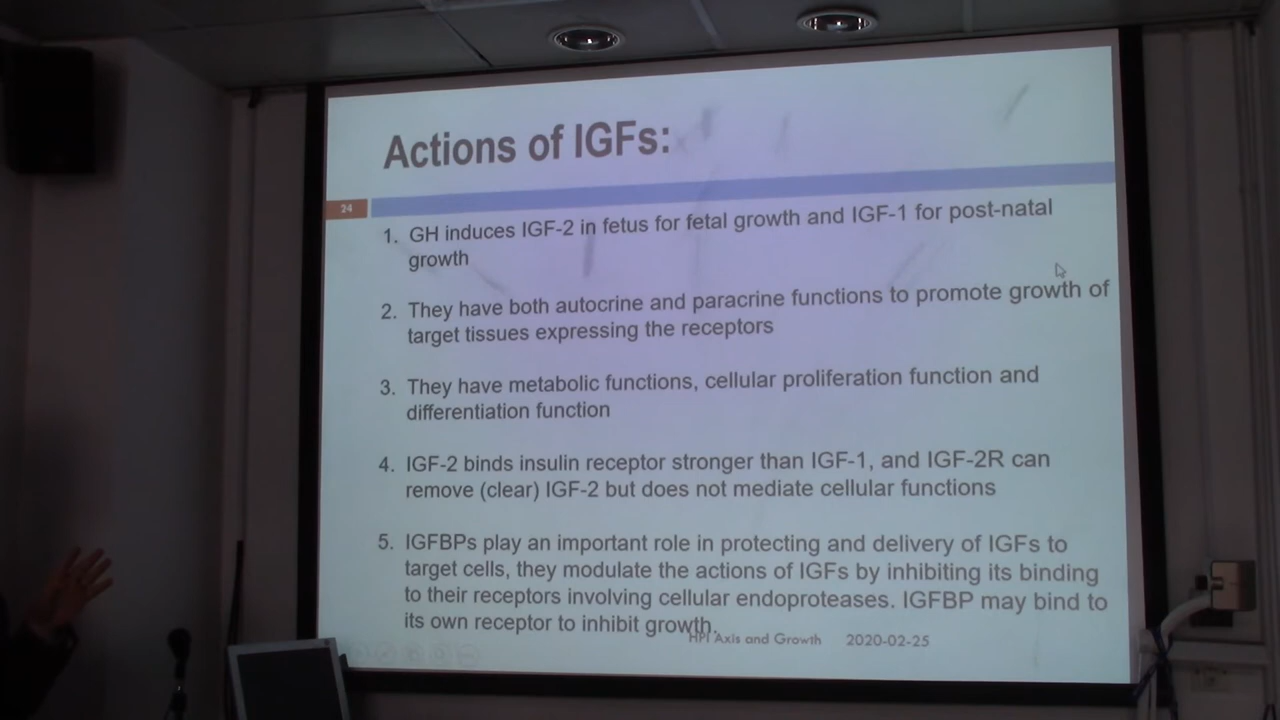 Actions of IGFs:
24
1. GH induces IGF-2 in fetus for fetal growth and IGF-1 for post-natal
growth
2. They have both autocrine and paracrine functions to promote growth of
target tissues expressing the receptors
3. They have metabolic functions, cellular proliferation function and
differentiation function
4. IGF-2 binds insulin receptor stronger than IGF-1, and IGF-2R can
remove (clear) IGF-2 but does not mediate cellular functions
5. IGFBPs play an important role in protecting and delivery of IGFs to
target cells, they modulate the actions of IGFs by inhibiting its binding
to their receptors involving cellular endoproteases. IGFBP may bind to
its own receptor to inhibit growth.
Axis and Growth 2020-02-25